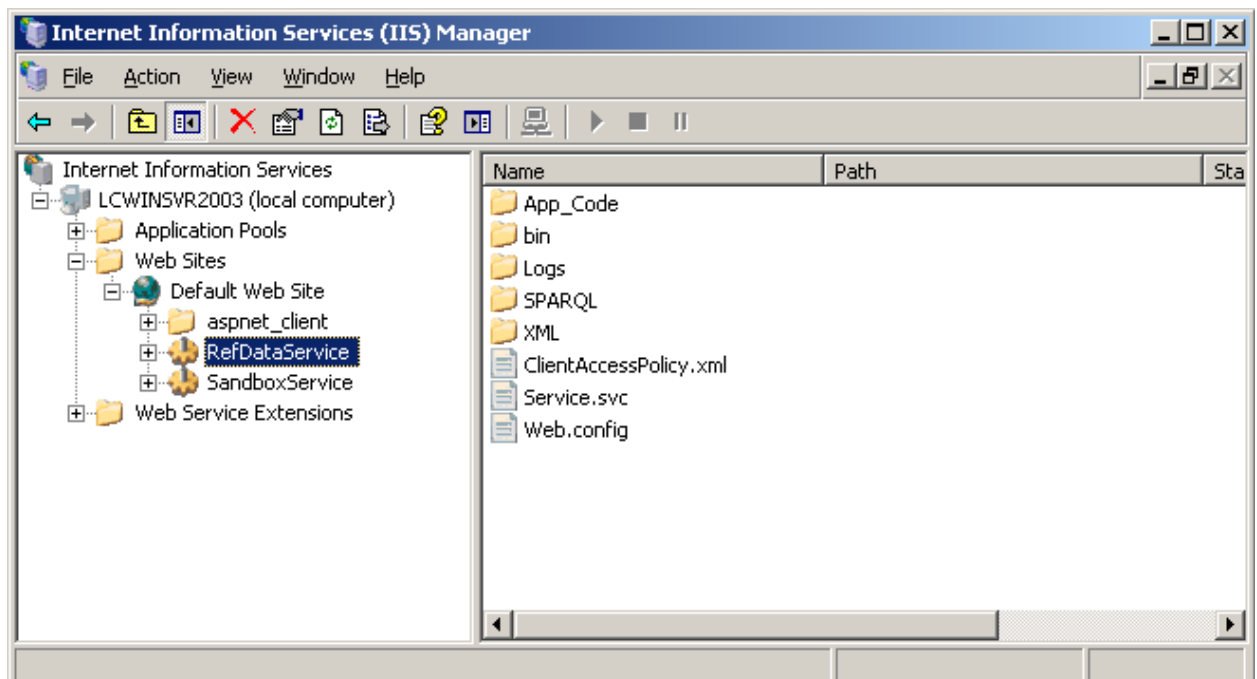 Internet Information Services (IIS) Manager
File Action View Window Help
Internet Information Services
LCWINSVR2003 (local computer)
Application Pools
Web Sites
Default Web Site
aspnet_client
RefDataService
SandboxService
Web Service Extensions
Name Path Sta
App_Code
bin
Logs
SPARQL
XML
ClientAccessPolicy.xml
Service.svc
Web.config